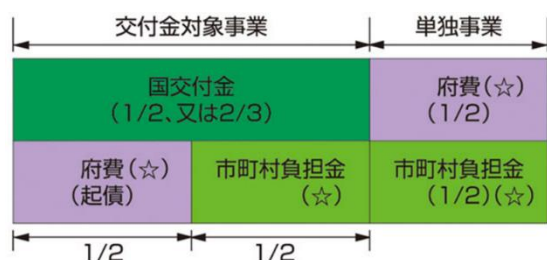 交付金対象事業
単独事業
国交付金
(1/2、又は2/3)
府費(☆)
(1/2)
府費(☆)
(起債)
市町村負担金
(☆)
市町村負担金
(1/2)(☆)
1/2
1/2